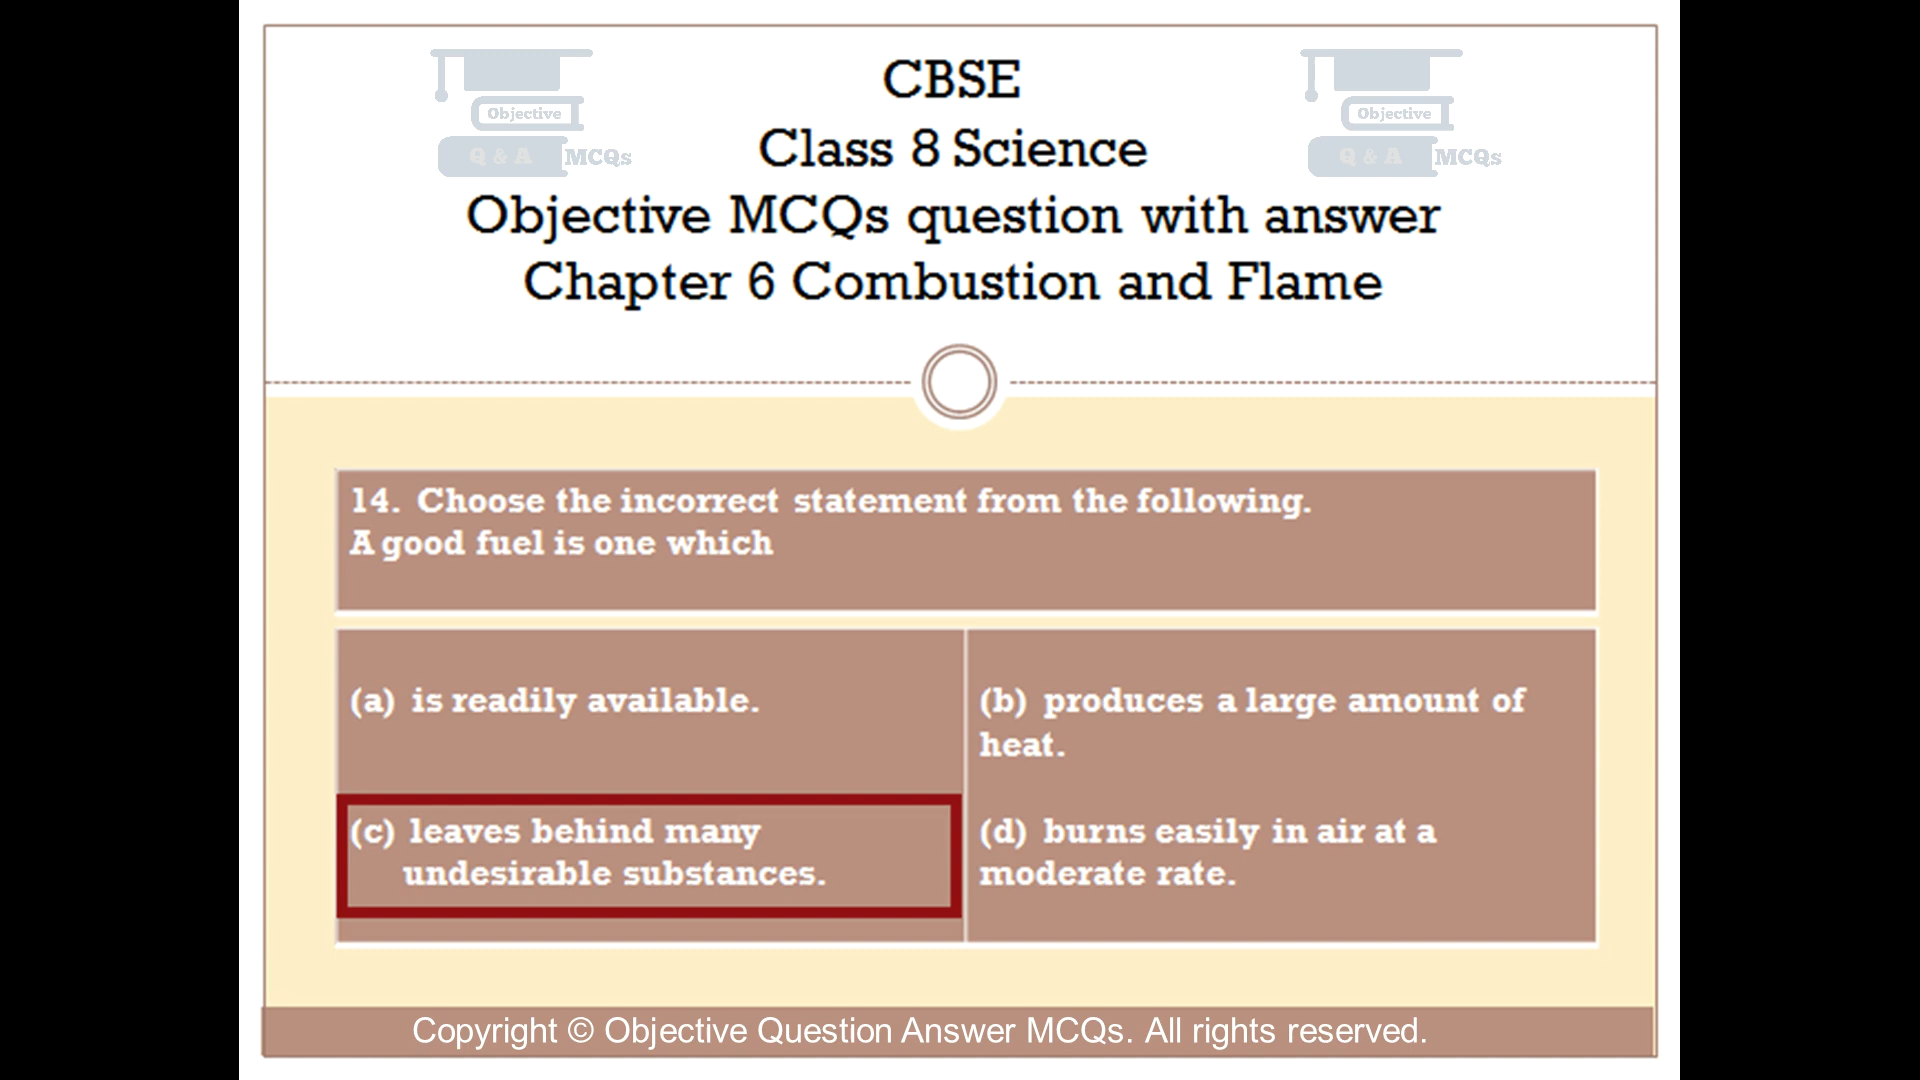 CBSE
Class 8 Science
Objective MCQs question with answer
Chapter 6 Combustion and Flame
Objective
Q & A MCQs
Objective
Q & A MCQs
14. Choose the incorrect statement from the following.
A good fuel is one which
(a) is readily available.
(b) produces a large amount of
heat.
(c) leaves behind many
undesirable substances.
(d) burns easily in air at a
moderate rate.
Copyright © Objective Question Answer MCQs. All rights reserved.